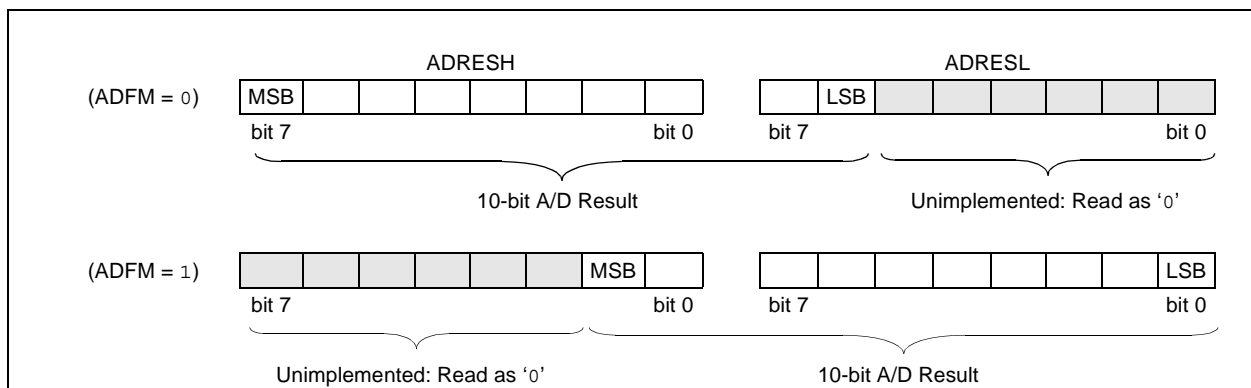 ADRESH ADRESL
(ADFM = 0) MSB LSB
bit 7 bit 0 bit 7 bit 0
10-bit A/D Result Unimplemented: Read as ‘0’
(ADFM = 1) MSB LSB
bit 7 bit 0 bit 7 bit 0
Unimplemented: Read as ‘0’ 10-bit A/D Result